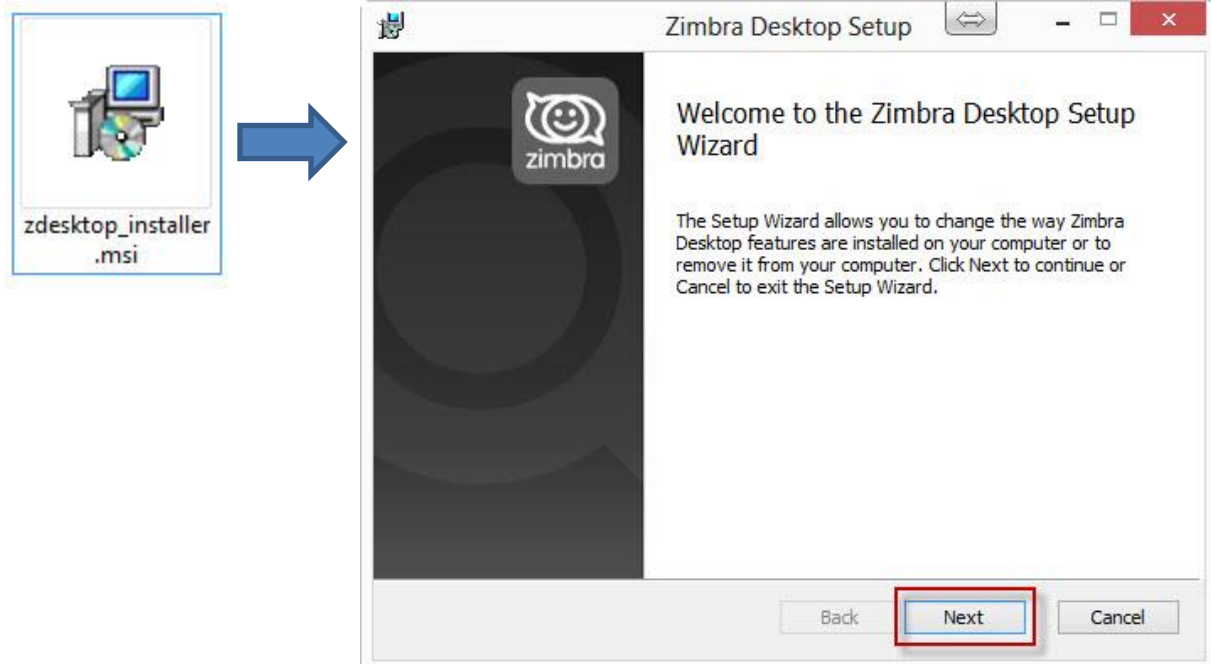 zdesktop_installer
.msi
Zimbra Desktop Setup
zimbra
Welcome to the Zimbra Desktop Setup
Wizard
The Setup Wizard allows you to change the way Zimbra
Desktop features are installed on your computer or to
remove it from your computer. Click Next to continue or
Cancel to exit the Setup Wizard.
Back
Next
Cancel